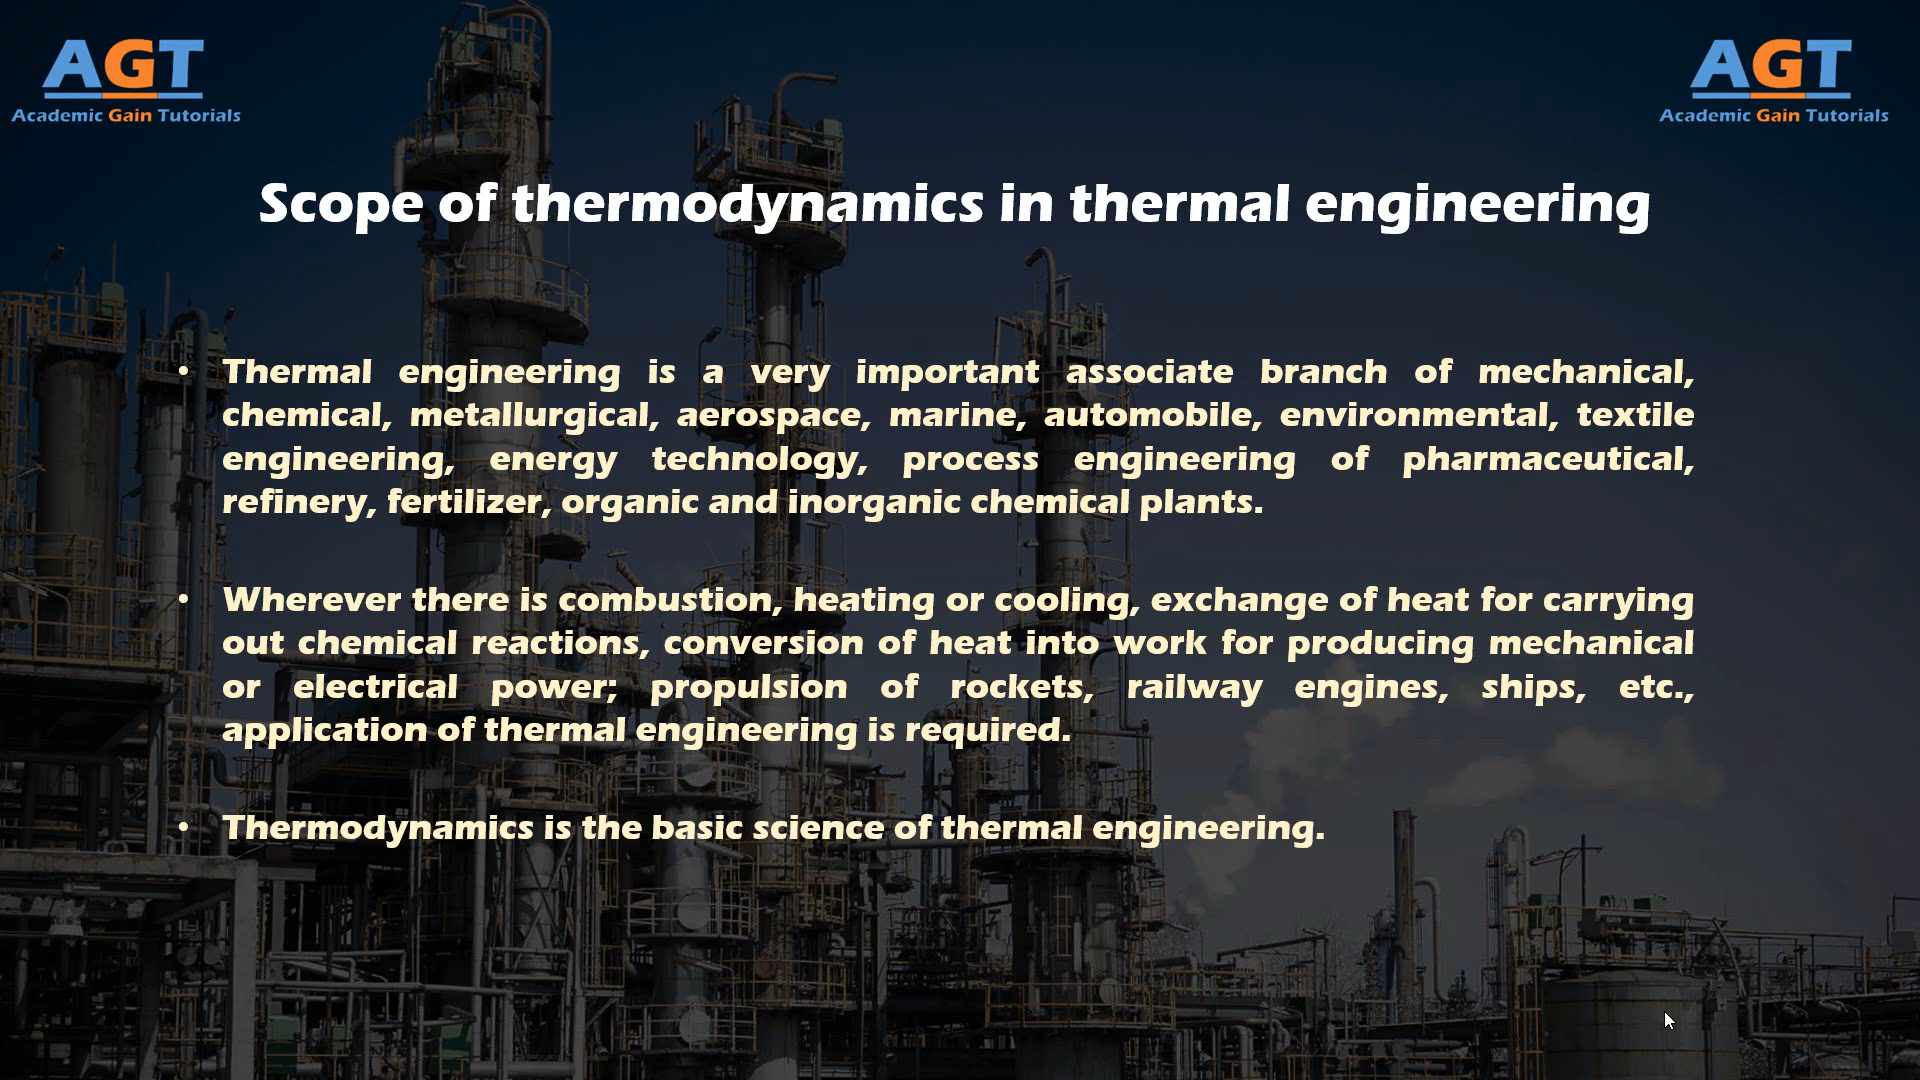 AGT
Academic Gain Tutorials
AGT
Academic Gain Tutorials
Scope of thermodynamics in thermal engineering
• Thermal engineering is a very important associate branch of mechanical,
chemical, metallurgical, aerospace, marine, automobile, environmental, textile
engineering, energy technology, process engineering of pharmaceutical,
refinery, fertilizer, organic and inorganic chemical plants.
• Wherever there is combustion, heating or cooling, exchange of heat for carrying
out chemical reactions, conversion of heat into work for producing mechanical
or electrical power; propulsion of rockets, railway engines, ships, etc.,
application of thermal engineering is required.
• Thermodynamics is the basic science of thermal engineering.